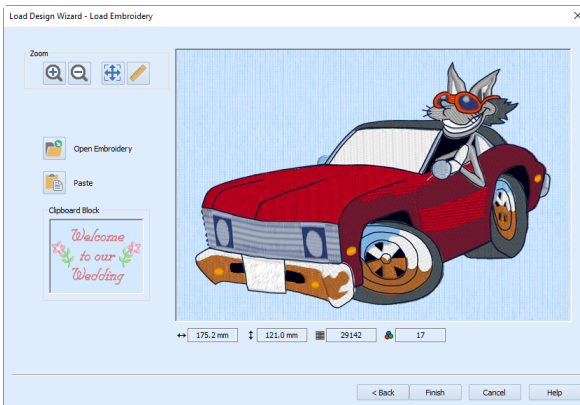 Load Design Wizard - Load Embroidery
Zoom
Open Embroidery
Paste
Clipboard Block
Welcome
to our
Wedding
175.2 mm
121.0 mm
29142
17
< Back
Finish
Cancel
Help